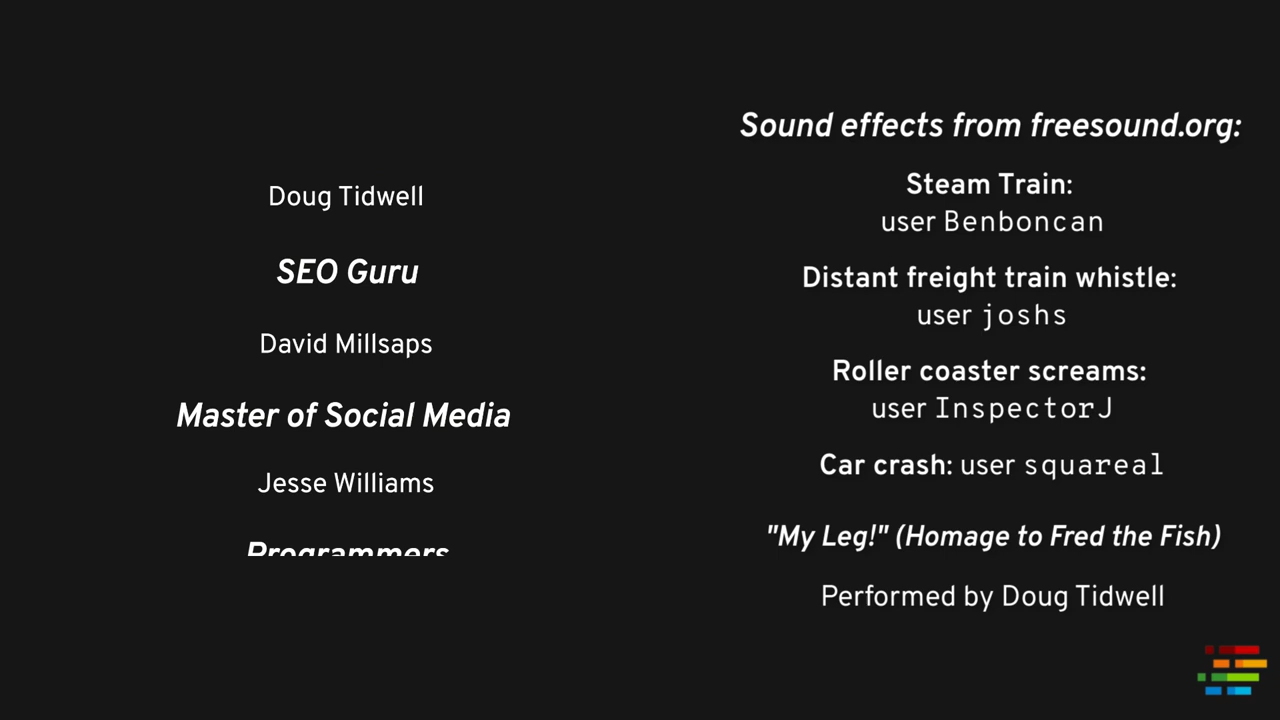 Doug Tidwell
SEO Guru
David Millsaps
Master of Social Media
Jesse Williams
Programmers
Sound effects from freesound.org:
Steam Train:
user Benboncan
Distant freight train whistle:
user joshs
Roller coaster screams:
user InspectorJ
Car crash: user squareal
"My Leg!" (Homage to Fred the Fish)
Performed by Doug Tidwell